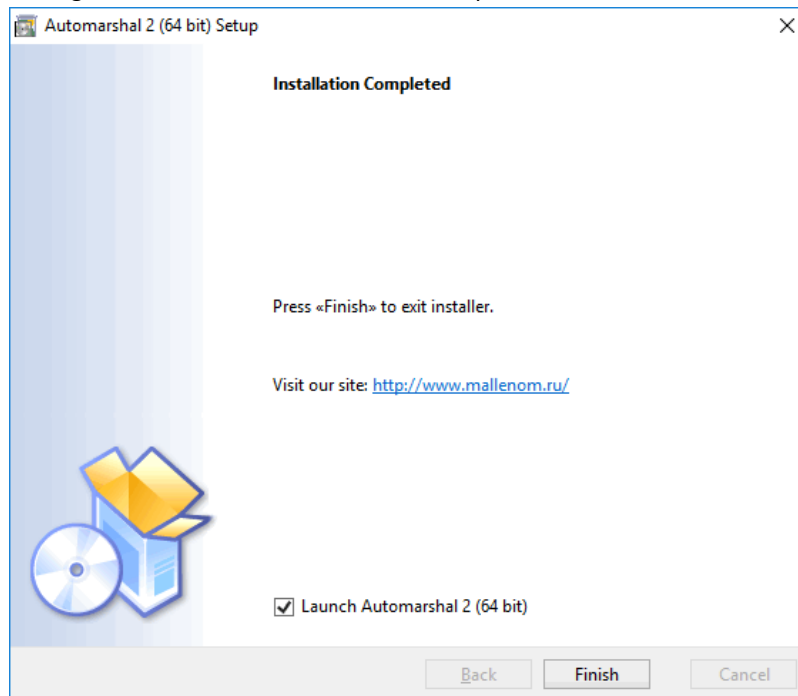 Automarshal 2 (64 bit) Setup
Installation Completed
Press «Finish» to exit installer.
Visit our site: http://www.mallenom.ru/
Launch Automarshal 2 (64 bit)
Back Finish Cancel